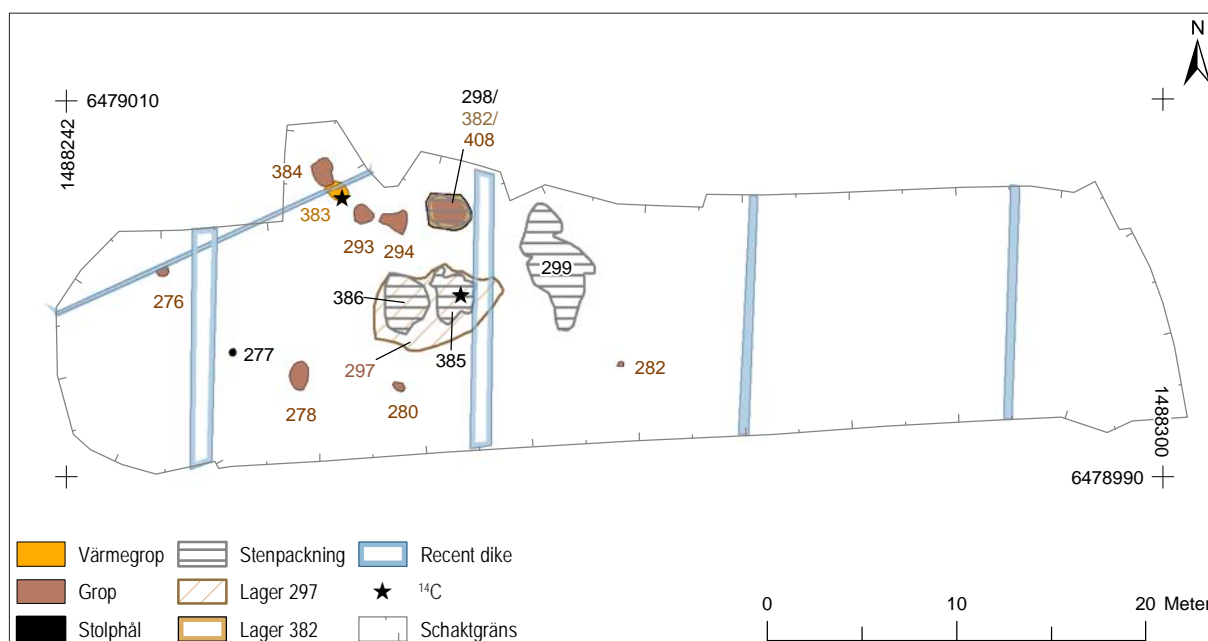 N
6479010
1488242
298/
382/
408
384
383
293
294
299
276
386
385
277
297
282
278
280
1488300
6478990
Värmegrop
Stenpackning
Recent dike
Grop
Lager 297
14C
Stolphål
Lager 382
Schaktgräns
0
10
20 Meter